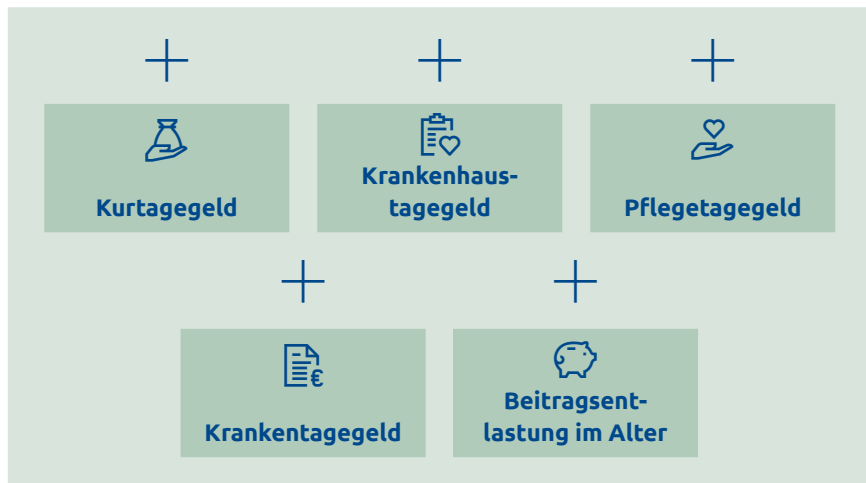 Kurtagegeld
Krankenhaus-
tagegeld
Pflegetagegeld
Krankentagegeld
Beitragsent-
lastung im Alter